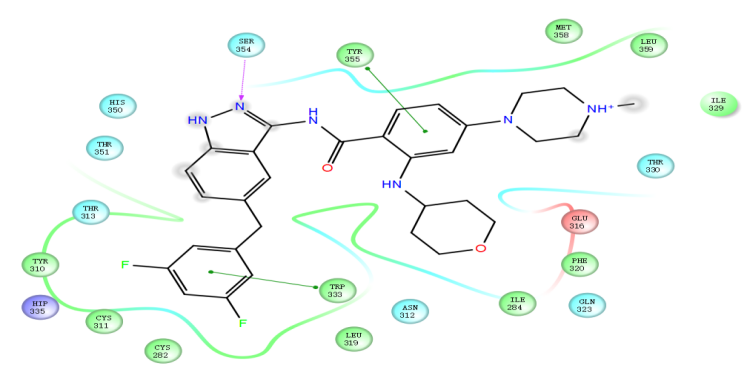 MET
358
SER
354
LEU
359
TYR
355
ILE
329
HIS
350
N
H
N
HN
N
NH+
THR
351
O
THR
330
HN
THR
313
GLU
316
O
TYR
310
F
PHE
320
TRP
333
HIP
335
ASN
312
ILE
284
GLN
323
CYS
311
F
LEU
319
CYS
282